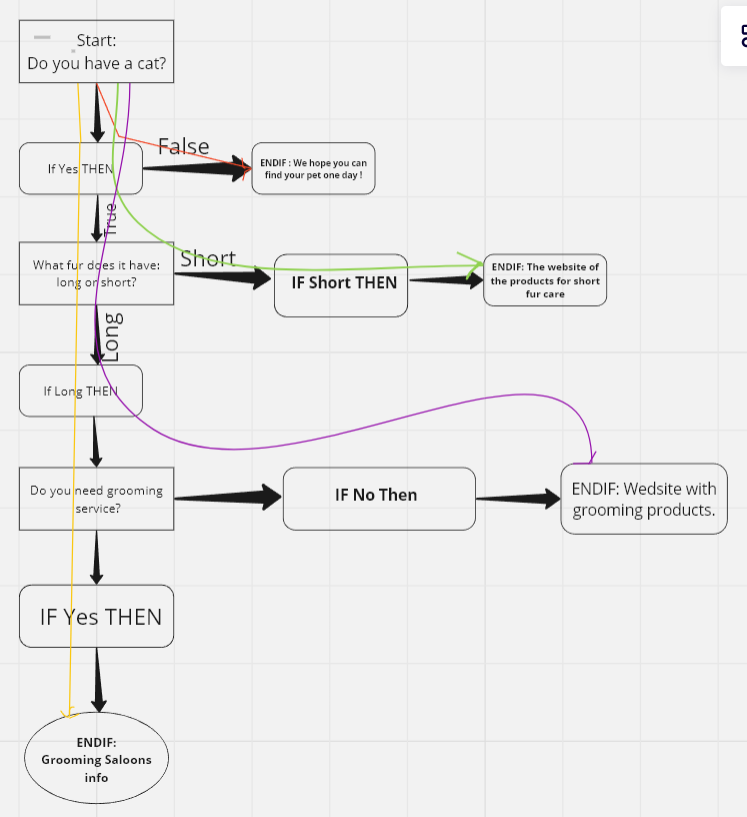 Start:
Do you have a cat?
False
If Yes THEN
ENDIF : We hope you can
find your pet one day !
True
What fur does it have:
long or short?
Short
IF Short THEN
ENDIF: The website of
the products for short
fur care
Long
If Long THEN
Do you need grooming
service?
IF No Then
ENDIF: Wedsite with
grooming products.
IF Yes THEN
ENDIF:
Grooming Saloons
info